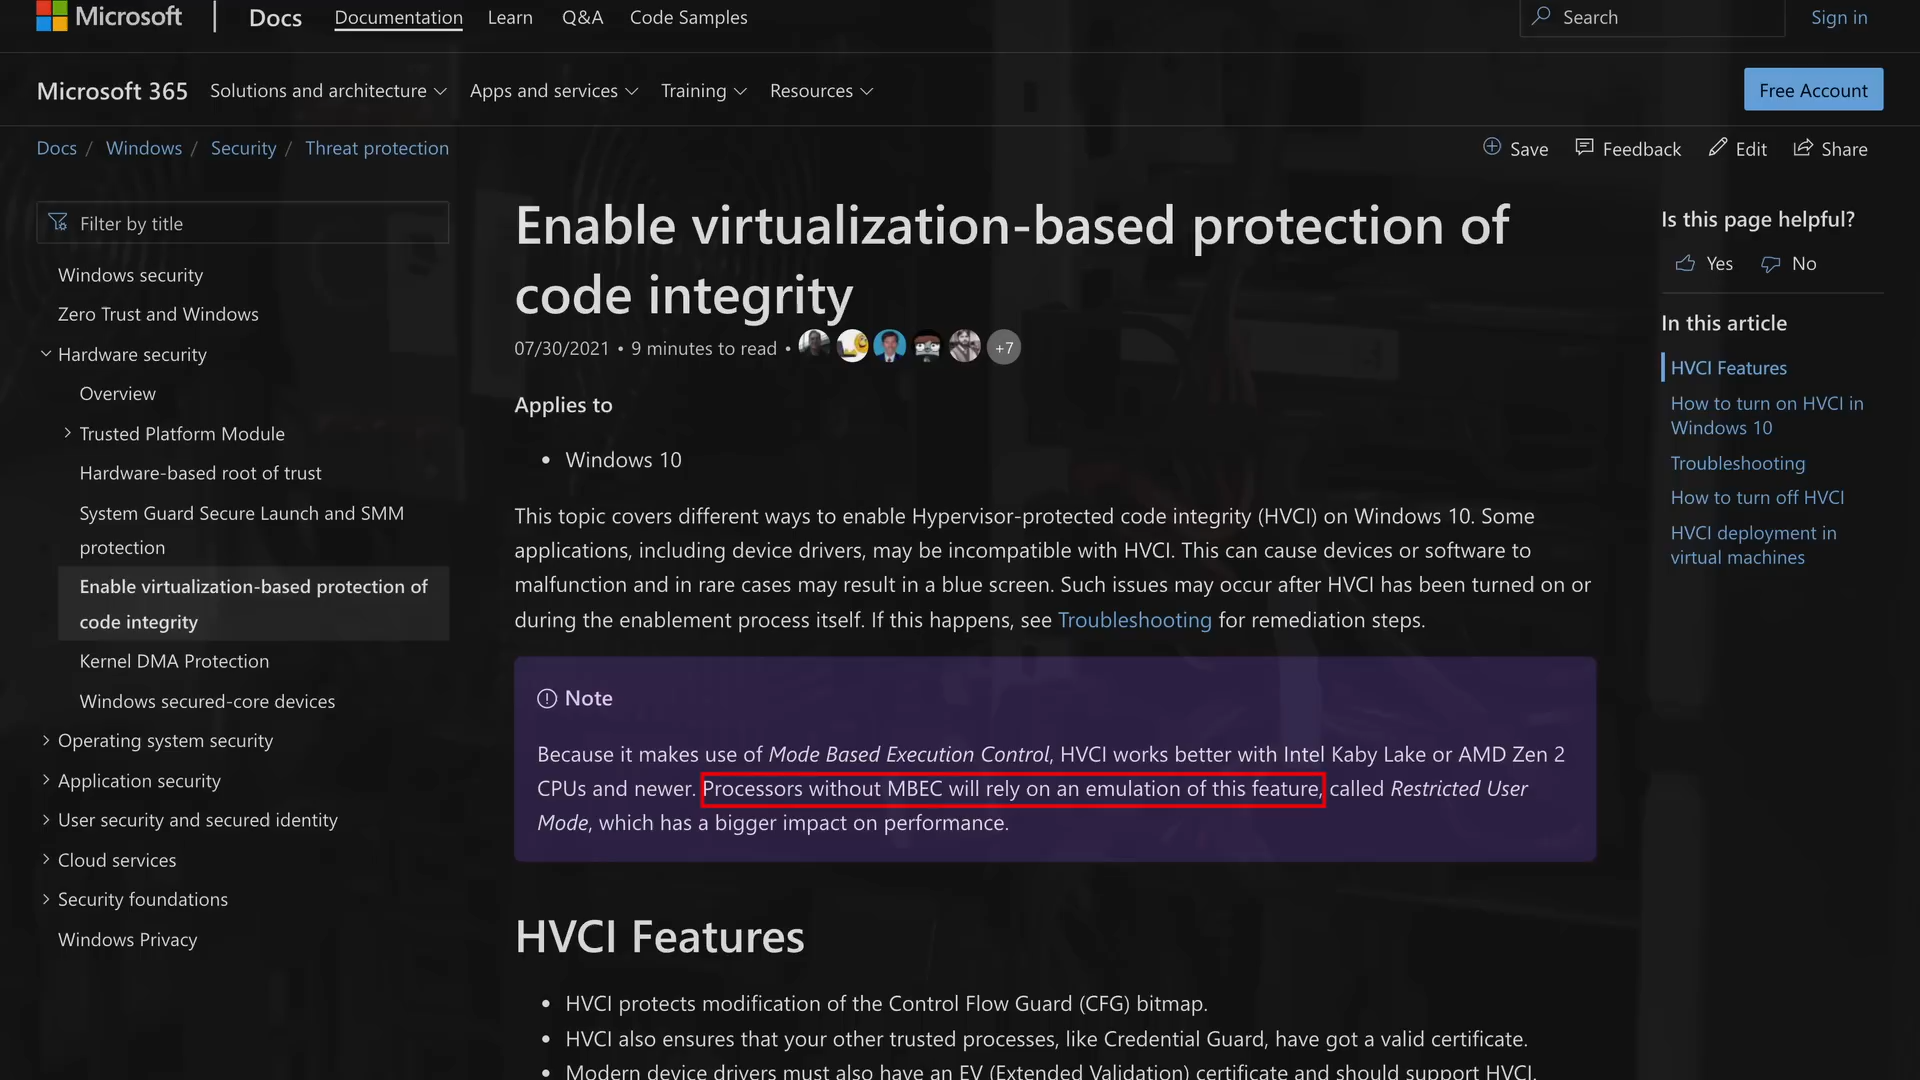 Microsoft
Docs
Documentation
Learn
Q&A
Code Samples
Search
Sign in
Microsoft 365
Solutions and architecture
Apps and services
Training
Resources
Free Account
Docs / Windows / Security / Threat protection
Save
Feedback
Edit
Share
Filter by title
Windows security
Zero Trust and Windows
Hardware security
Overview
Trusted Platform Module
Hardware-based root of trust
System Guard Secure Launch and SMM
protection
Enable virtualization-based protection of
code integrity
Kernel DMA Protection
Windows secured-core devices
Operating system security
Application security
User security and secured identity
Cloud services
Security foundations
Windows Privacy
Enable virtualization-based protection of
code integrity
07/30/2021 • 9 minutes to read •
+7
Applies to
• Windows 10
This topic covers different ways to enable Hypervisor-protected code integrity (HVCI) on Windows 10. Some
applications, including device drivers, may be incompatible with HVCI. This can cause devices or software to
malfunction and in rare cases may result in a blue screen. Such issues may occur after HVCI has been turned on or
during the enablement process itself. If this happens, see Troubleshooting for remediation steps.
Note
Because it makes use of Mode Based Execution Control, HVCI works better with Intel Kaby Lake or AMD Zen 2
CPUs and newer. Processors without MBEC will rely on an emulation of this feature, called Restricted User
Mode, which has a bigger impact on performance.
HVCI Features
• HVCI protects modification of the Control Flow Guard (CFG) bitmap.
• HVCI also ensures that your other trusted processes, like Credential Guard, have got a valid certificate.
• Modern device drivers must also have an EV (Extended Validation) certificate and should support HVCI.
Is this page helpful?
Yes
No
In this article
HVCI Features
How to turn on HVCI in
Windows 10
Troubleshooting
How to turn off HVCI
HVCI deployment in
virtual machines